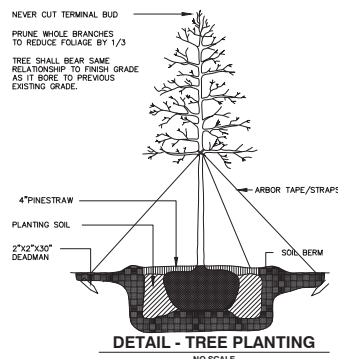 NEVER CUT TERMINAL BUD
PRUNE WHOLE BRANCHES
TO REDUCE FOLIAGE BY 1/3
TREE SHALL BEAR SAME
RELATIONSHIP TO FINISH GRADE
AS IT BORE TO PREVIOUS
EXISTING GRADE.
ARBOR TAPE/STRAPS
4"PINESTRAW
PLANTING SOIL
2"X2"X30"
DEADMAN
SOIL BERM
DETAIL - TREE PLANTING
NO SCALE